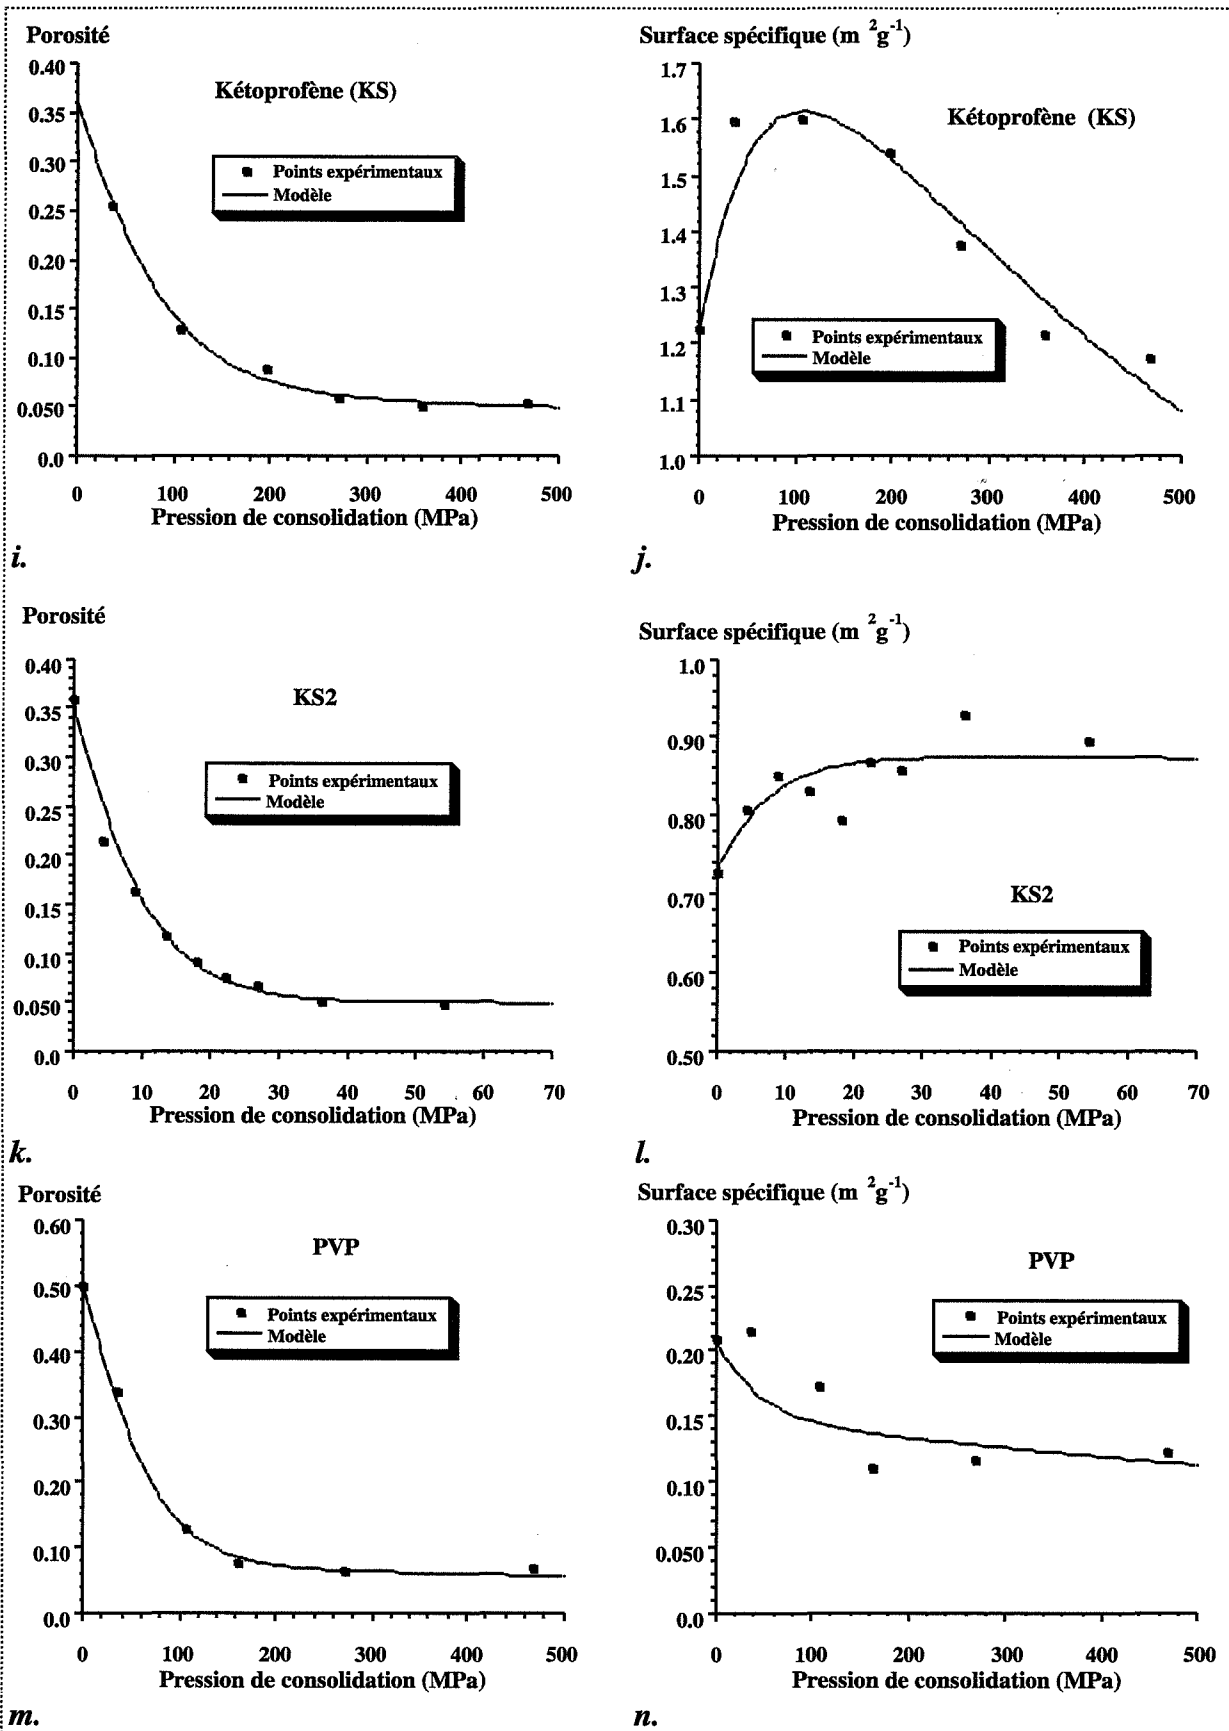 Porosité
0.40
0.35
0.30
0.25
0.20
0.15
0.10
0.050
0.0
Kétoprofène (KS)
Points expérimentaux
Modèle
0 100 200 300 400 500
Pression de consolidation (MPa)
i.
Surface spécifique (m 2g-1)
1.7
1.6
1.5
1.4
1.3
1.2
1.1
1.0
Kétoprofène (KS)
Points expérimentaux
Modèle
0 100 200 300 400 500
Pression de consolidation (MPa)
j.
Porosité
0.40
0.35
0.30
0.25
0.20
0.15
0.10
0.050
0.0
KS2
Points expérimentaux
Modèle
0 10 20 30 40 50 60 70
Pression de consolidation (MPa)
k.
Surface spécifique (m 2g-1)
1.0
0.90
0.80
0.70
0.60
0.50
KS2
Points expérimentaux
Modèle
0 10 20 30 40 50 60 70
Pression de consolidation (MPa)
l.
Porosité
0.60
0.50
0.40
0.30
0.20
0.10
0.0
PVP
Points expérimentaux
Modèle
0 100 200 300 400 500
Pression de consolidation (MPa)
m.
Surface spécifique (m 2g-1)
0.30
0.25
0.20
0.15
0.10
0.050
0.0
PVP
Points expérimentaux
Modèle
0 100 200 300 400 500
Pression de consolidation (MPa)
n.